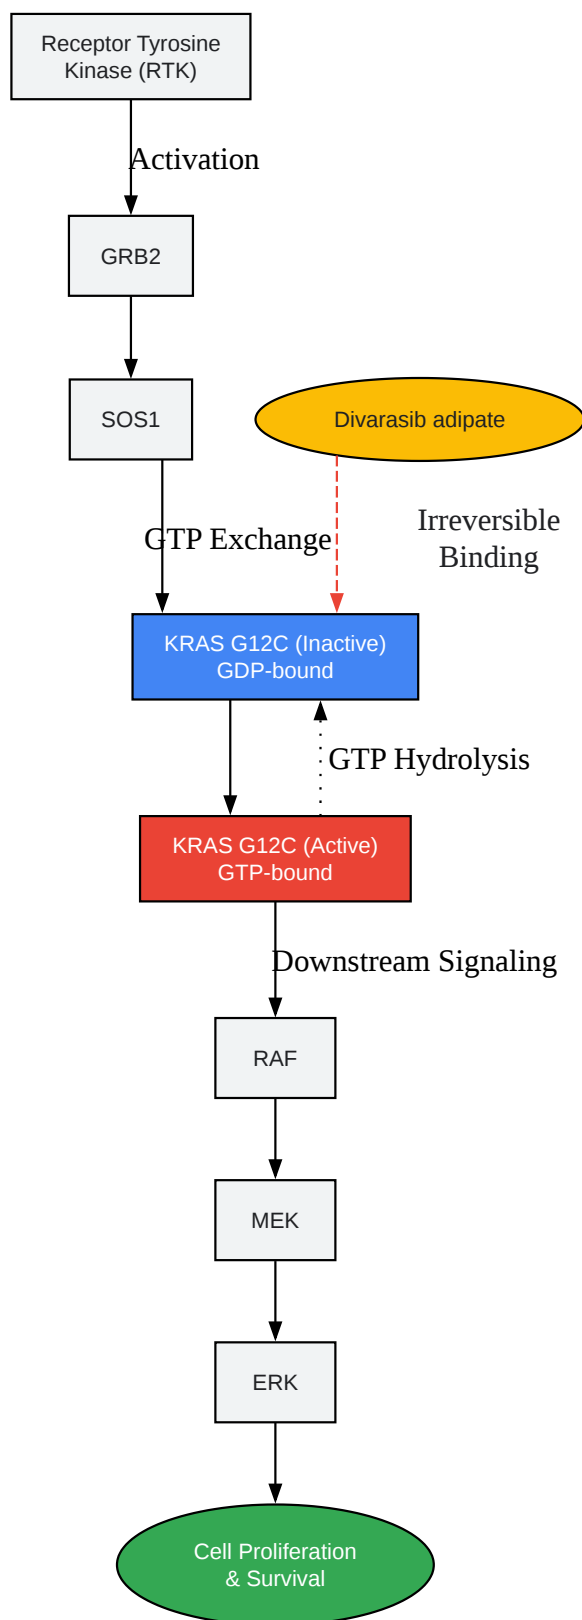 Receptor Tyrosine
Kinase (RTK)
Activation
GRB2
SOS1
Divarasib adipate
GTP Exchange
Irreversible
Binding
KRAS G12C (Inactive)
GDP-bound
GTP Hydrolysis
KRAS G12C (Active)
GTP-bound
Downstream Signaling
RAF
MEK
ERK
Cell Proliferation
& Survival